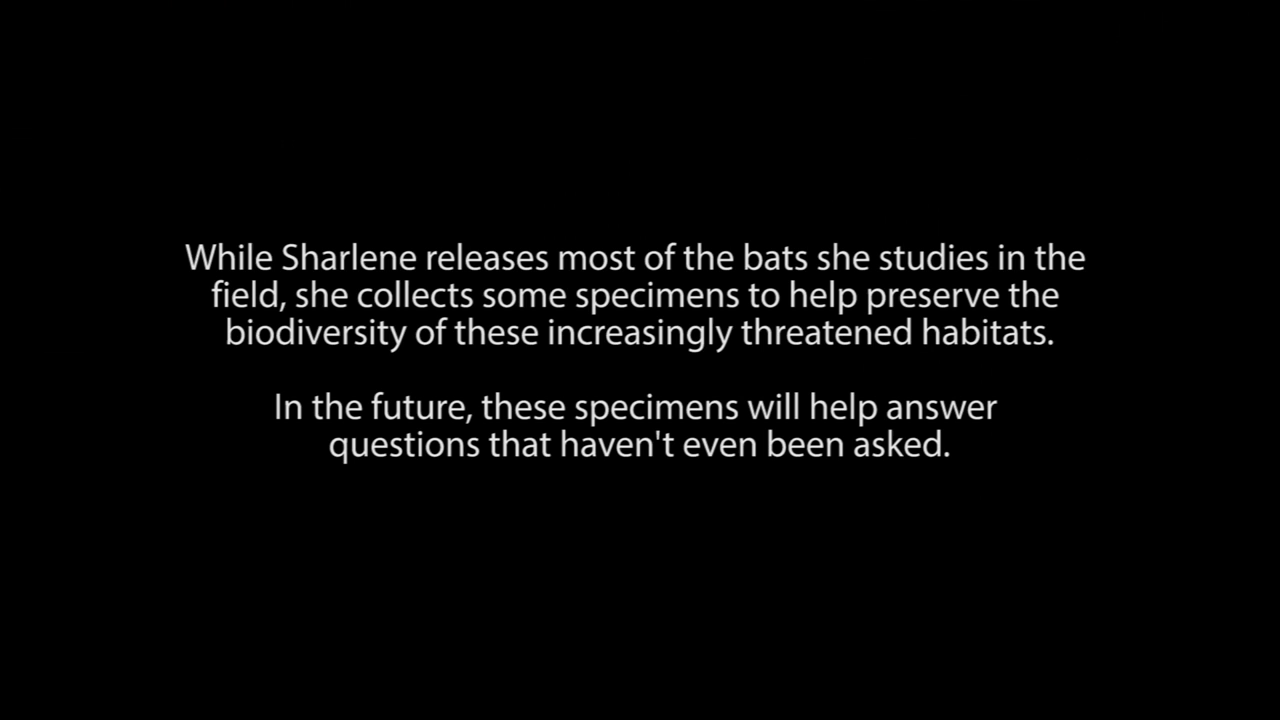 While Sharlene releases most of the bats she studies in the
field, she collects some specimens to help preserve the
biodiversity of these increasingly threatened habitats.
In the future, these specimens will help answer
questions that haven't even been asked.